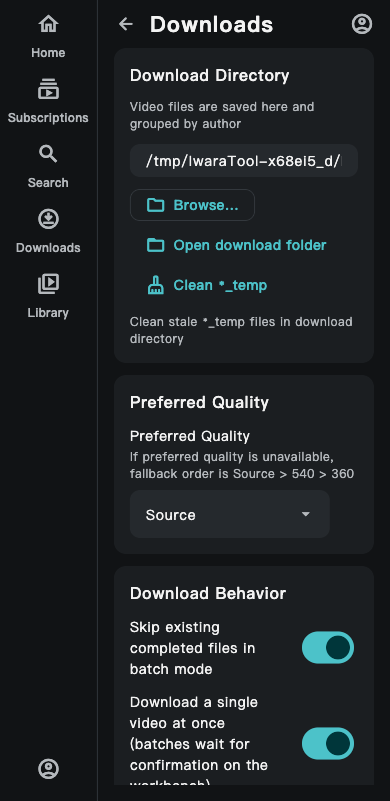 Home
Subscriptions
Search
Downloads
Library
Downloads
Download Directory
Video files are saved here and
grouped by author
/tmp/IwaraTool-x68ei5_d/
Browse...
Open download folder
Clean *_temp
Clean stale *_temp files in download
directory
Preferred Quality
Preferred Quality
If preferred quality is unavailable,
fallback order is Source > 540 > 360
Source
Download Behavior
Skip existing
completed files in
batch mode
Download a single
video at once
(batches wait for
confirmation on the
workbench)